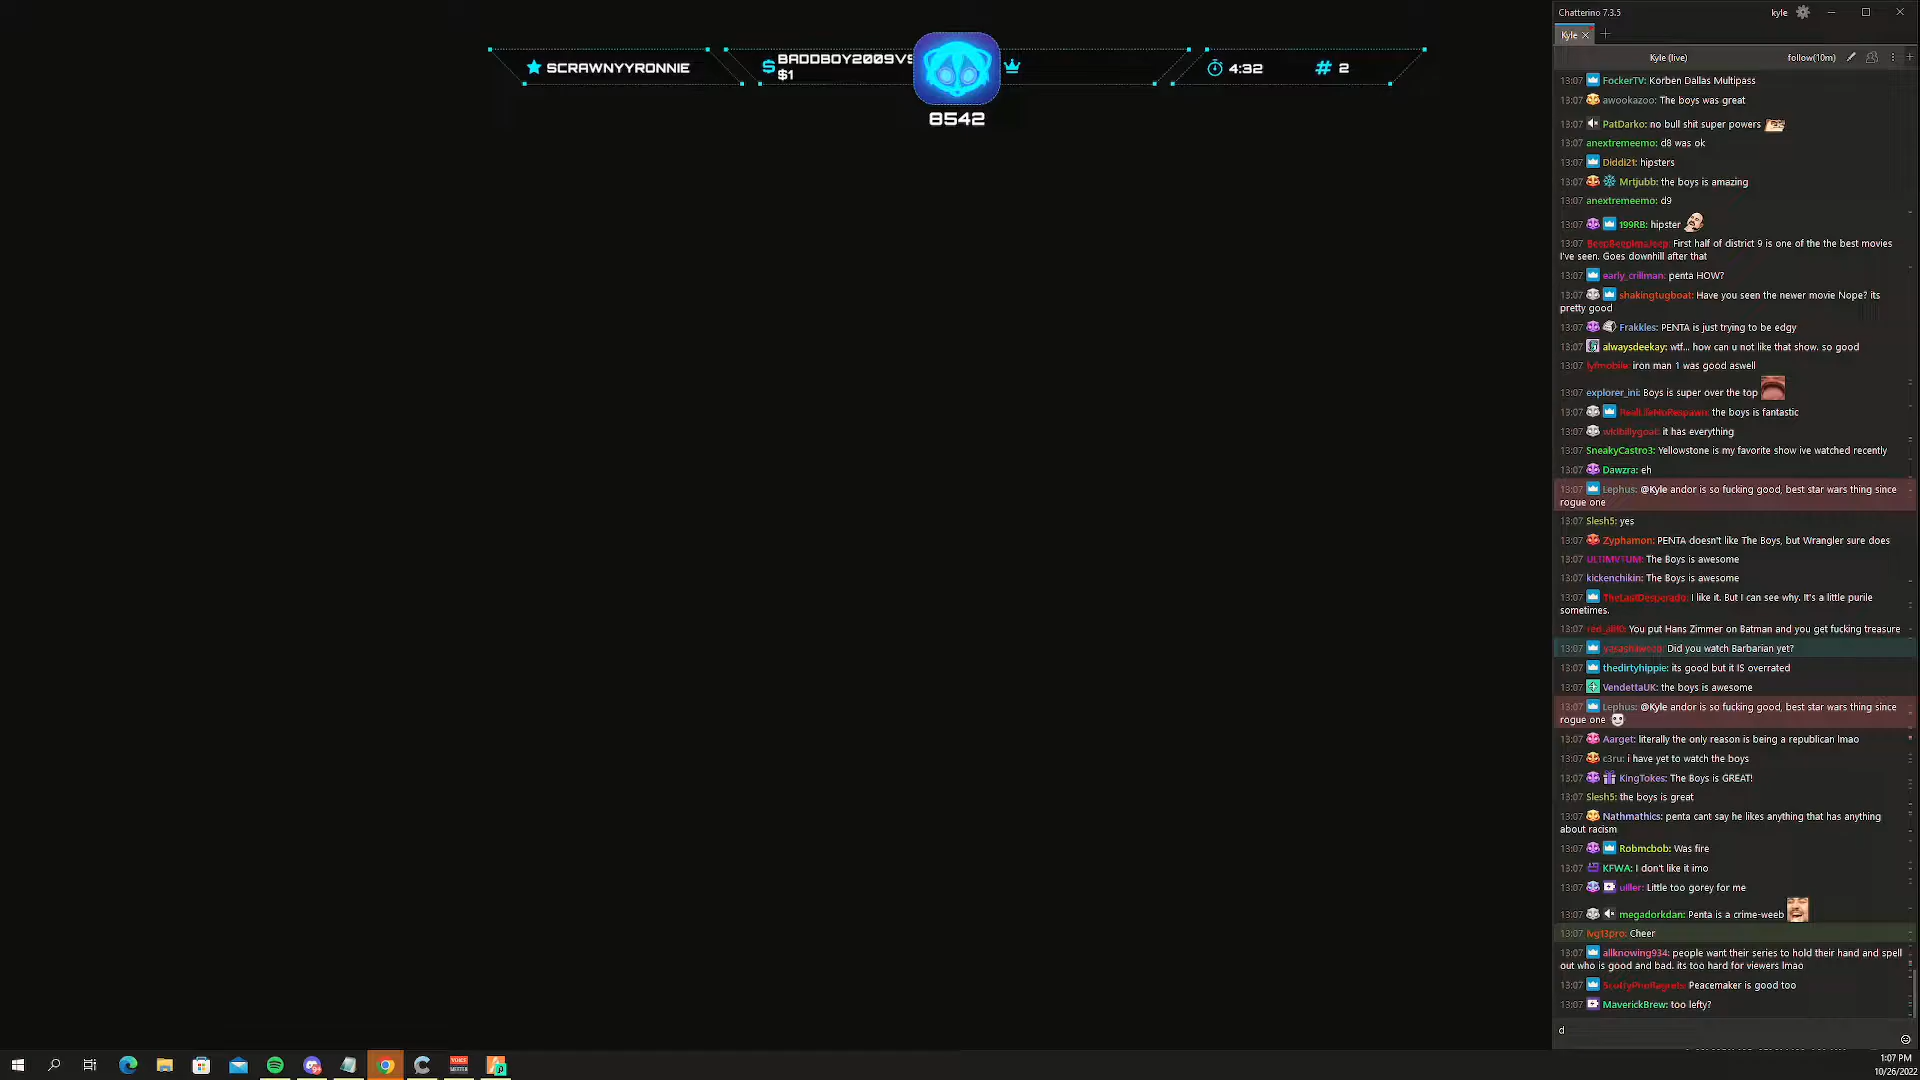 SCRAWNYYRONNIE
BADDBOY2009VS
$1
4:32
# 2
8542
Chatterino 7.3.5
kyle
Kyle
Kyle (live)
follow(10m)
13:07 FockerTV: Korben Dallas Multipass
13:07 awookazoo: The boys was great
13:07 PatDarko: no bull shit super powers
13:07 anextremeemo: d8 was ok
13:07 Diddi21: hipsters
13:07 Mrtjubb: the boys is amazing
13:07 anextremeemo: d9
13:07 199RB: hipster
13:07 BeepBeepImaJeep: First half of district 9 is one of the the best movies
I've seen. Goes downhill after that
13:07 early_crillman: penta HOW?
13:07 shakingtugboat: Have you seen the newer movie Nope? its
pretty good
13:07 Frakkles: PENTA is just trying to be edgy
13:07 alwaysdeekay: wtf... how can u not like that show. so good
13:07 lyfmobile: iron man 1 was good aswell
13:07 explorer_ini: Boys is super over the top
13:07 RealLifeNoRespawn: the boys is fantastic
13:07 wldbillygoat: it has everything
13:07 SneakyCastro3: Yellowstone is my favorite show ive watched recently
13:07 Dawzra: eh
13:07 Lephus: @Kyle andor is so fucking good, best star wars thing since
rogue one
13:07 Slesh5: yes
13:07 Zyphamon: PENTA doesn't like The Boys, but Wrangler sure does
13:07 ULTIMVTUM: The Boys is awesome
13:07 kickenchikin: The Boys is awesome
13:07 TheLastDesperado: I like it. But I can see why. It's a little purile
sometimes.
13:07 You put Hans Zimmer on Batman and you get fucking treasure
13:07 Did you watch Barbarian yet?
13:07 thedirtyhippie: its good but it IS overrated
13:07 VendettaUK: the boys is awesome
13:07 Lephus: @Kyle andor is so fucking good, best star wars thing since
rogue one
13:07 Aarget: literally the only reason is being a republican lmao
13:07 c3ru: i have yet to watch the boys
13:07 KingTokes: The Boys is GREAT!
13:07 Slesh5: the boys is great
13:07 Nathmathics: penta cant say he likes anything that has anything
about racism
13:07 Robmcbob: Was fire
13:07 KFWA: I don't like it imo
13:07 uiller: Little too gorey for me
13:07 megadorkdan: Penta is a crime-weeb
13:07 lvg13pro: Cheer
13:07 allknowing934: people want their series to hold their hand and spell
out who is good and bad. its too hard for viewers lmao
13:07 Peacemaker is good too
13:07 MaverickBrew: too lefty?
d
1:07 PM
10/26/2022